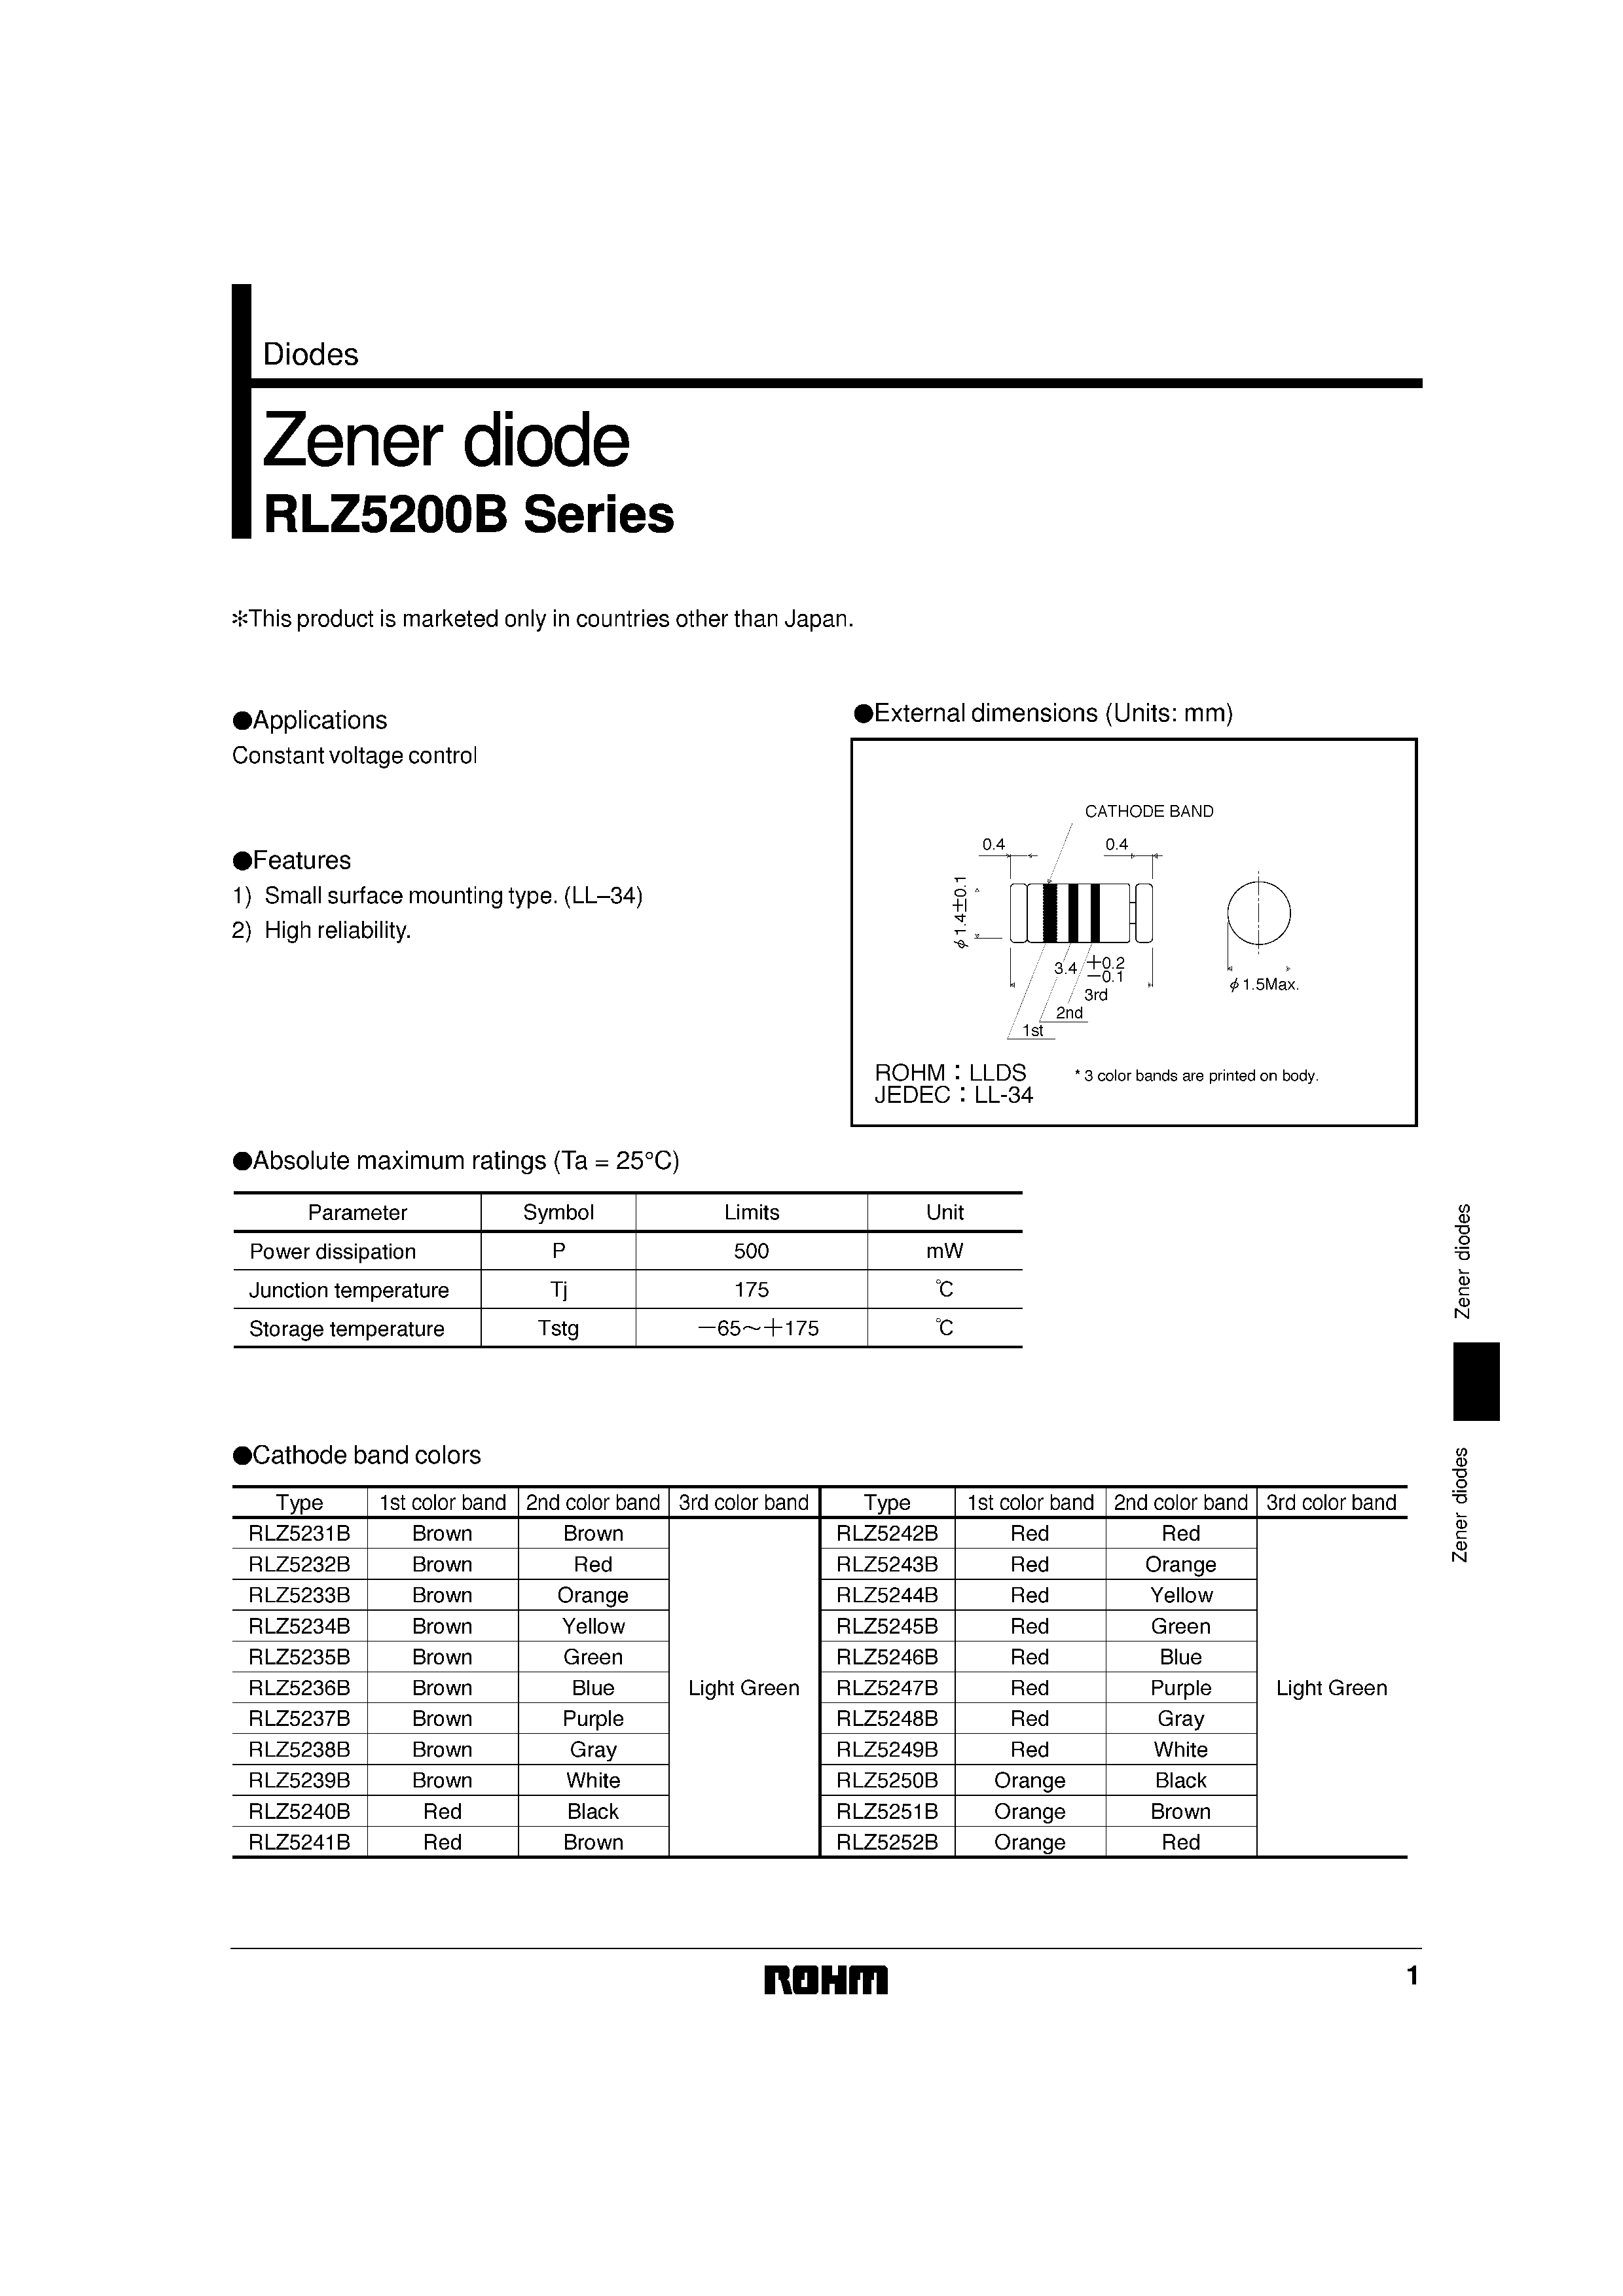 Diodes
Zener diode
RLZ5200B Series
✻This product is marketed only in countries other than Japan.
●Applications
Constant voltage control
●Features
1) Small surface mounting type. (LL–34)
2) High reliability.
●External dimensions (Units: mm)
CATHODE BAND
0.4 0.4
φ1.4±0.1
3.4 +0.2
−0.1
3rd
2nd
1st
φ1.5Max.
ROHM : LLDS * 3 color bands are printed on body.
JEDEC : LL-34
●Absolute maximum ratings (Ta = 25°C)
Parameter Symbol Limits Unit
Power dissipation P 500 mW
Junction temperature Tj 175 ℃
Storage temperature Tstg −65～+175 ℃
●Cathode band colors
Type 1st color band 2nd color band 3rd color band Type 1st color band 2nd color band 3rd color band
RLZ5231B Brown Brown RLZ5242B Red Red
RLZ5232B Brown Red RLZ5243B Red Orange
RLZ5233B Brown Orange RLZ5244B Red Yellow
RLZ5234B Brown Yellow RLZ5245B Red Green
RLZ5235B Brown Green RLZ5246B Red Blue
RLZ5236B Brown Blue Light Green RLZ5247B Red Purple Light Green
RLZ5237B Brown Purple RLZ5248B Red Gray
RLZ5238B Brown Gray RLZ5249B Red White
RLZ5239B Brown White RLZ5250B Orange Black
RLZ5240B Red Black RLZ5251B Orange Brown
RLZ5241B Red Brown RLZ5252B Orange Red
Zener diodes
Zener diodes
ROHM
1